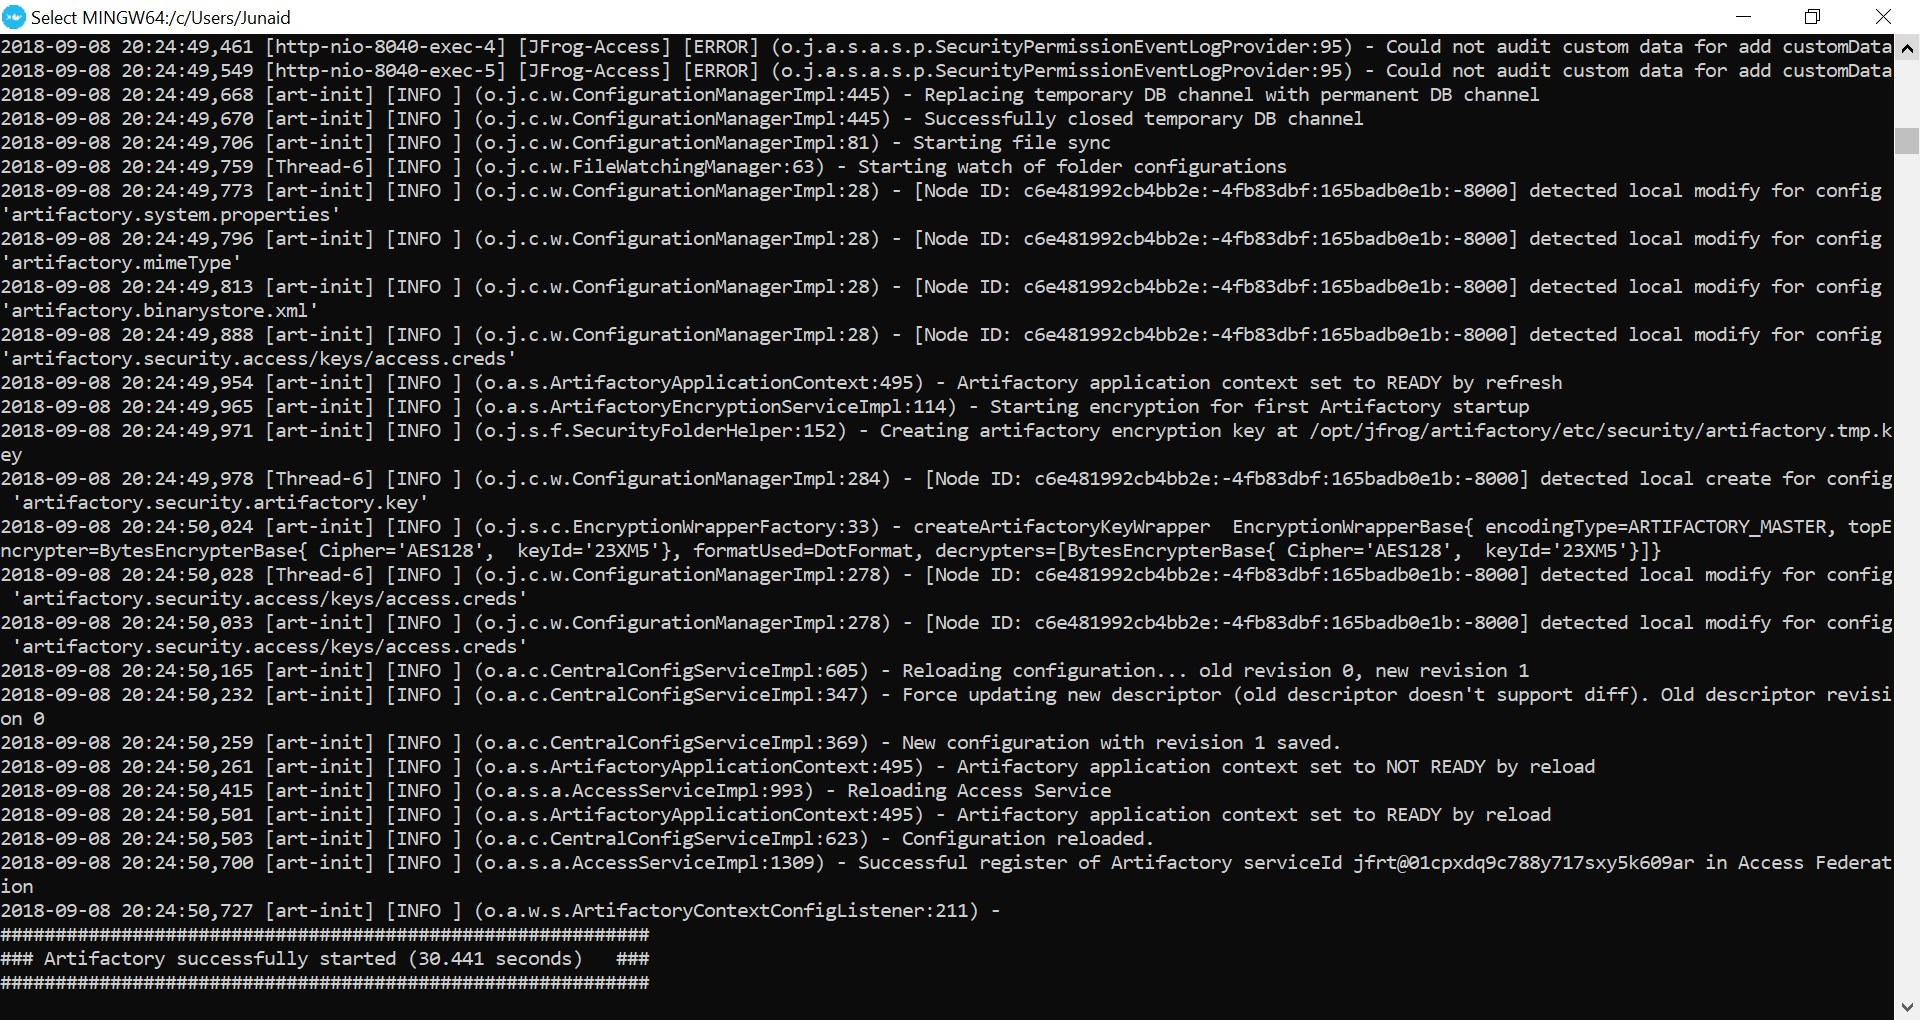 Select MINGW64:/c/Users/Junaid
2018-09-08 20:24:49,461 [http-nio-8040-exec-4] [JFrog-Access] [ERROR] (o.j.a.s.a.s.p.SecurityPermissionEventLogProvider:95) - Could not audit custom data for add customData
2018-09-08 20:24:49,549 [http-nio-8040-exec-5] [JFrog-Access] [ERROR] (o.j.a.s.a.s.p.SecurityPermissionEventLogProvider:95) - Could not audit custom data for add customData
2018-09-08 20:24:49,668 [art-init] [INFO ] (o.j.c.w.ConfigurationManagerImpl:445) - Replacing temporary DB channel with permanent DB channel
2018-09-08 20:24:49,670 [art-init] [INFO ] (o.j.c.w.ConfigurationManagerImpl:445) - Successfully closed temporary DB channel
2018-09-08 20:24:49,706 [art-init] [INFO ] (o.j.c.w.ConfigurationManagerImpl:81) - Starting file sync
2018-09-08 20:24:49,759 [Thread-6] [INFO ] (o.j.c.w.FileWatchingManager:63) - Starting watch of folder configurations
2018-09-08 20:24:49,773 [art-init] [INFO ] (o.j.c.w.ConfigurationManagerImpl:28) - [Node ID: c6e481992cb4bb2e:-4fb83dbf:165badb0e1b:-8000] detected local modify for config
'artifactory.system.properties'
2018-09-08 20:24:49,796 [art-init] [INFO ] (o.j.c.w.ConfigurationManagerImpl:28) - [Node ID: c6e481992cb4bb2e:-4fb83dbf:165badb0e1b:-8000] detected local modify for config
'artifactory.mimeType'
2018-09-08 20:24:49,813 [art-init] [INFO ] (o.j.c.w.ConfigurationManagerImpl:28) - [Node ID: c6e481992cb4bb2e:-4fb83dbf:165badb0e1b:-8000] detected local modify for config
'artifactory.binarystore.xml'
2018-09-08 20:24:49,888 [art-init] [INFO ] (o.j.c.w.ConfigurationManagerImpl:28) - [Node ID: c6e481992cb4bb2e:-4fb83dbf:165badb0e1b:-8000] detected local modify for config
'artifactory.security.access/keys/access.creds'
2018-09-08 20:24:49,954 [art-init] [INFO ] (o.a.s.ArtifactoryApplicationContext:495) - Artifactory application context set to READY by refresh
2018-09-08 20:24:49,965 [art-init] [INFO ] (o.a.s.ArtifactoryEncryptionServiceImpl:114) - Starting encryption for first Artifactory startup
2018-09-08 20:24:49,971 [art-init] [INFO ] (o.j.s.f.SecurityFolderHelper:152) - Creating artifactory encryption key at /opt/jfrog/artifactory/etc/security/artifactory.tmp.k
ey
2018-09-08 20:24:49,978 [Thread-6] [INFO ] (o.j.c.w.ConfigurationManagerImpl:284) - [Node ID: c6e481992cb4bb2e:-4fb83dbf:165badb0e1b:-8000] detected local create for config
'artifactory.security.artifactory.key'
2018-09-08 20:24:50,024 [art-init] [INFO ] (o.j.s.c.EncryptionWrapperFactory:33) - createArtifactoryKeyWrapper  EncryptionWrapperBase{ encodingType=ARTIFACTORY_MASTER, topE
ncrypter=BytesEncrypterBase{ Cipher='AES128',  keyId='23XM5'}, formatUsed=DotFormat, decrypters=[BytesEncrypterBase{ Cipher='AES128',  keyId='23XM5'}]}
2018-09-08 20:24:50,028 [Thread-6] [INFO ] (o.j.c.w.ConfigurationManagerImpl:278) - [Node ID: c6e481992cb4bb2e:-4fb83dbf:165badb0e1b:-8000] detected local modify for config
'artifactory.security.access/keys/access.creds'
2018-09-08 20:24:50,033 [art-init] [INFO ] (o.j.c.w.ConfigurationManagerImpl:278) - [Node ID: c6e481992cb4bb2e:-4fb83dbf:165badb0e1b:-8000] detected local modify for config
'artifactory.security.access/keys/access.creds'
2018-09-08 20:24:50,165 [art-init] [INFO ] (o.a.c.CentralConfigServiceImpl:605) - Reloading configuration... old revision 0, new revision 1
2018-09-08 20:24:50,232 [art-init] [INFO ] (o.a.c.CentralConfigServiceImpl:347) - Force updating new descriptor (old descriptor doesn't support diff). Old descriptor revisi
on 0
2018-09-08 20:24:50,259 [art-init] [INFO ] (o.a.c.CentralConfigServiceImpl:369) - New configuration with revision 1 saved.
2018-09-08 20:24:50,261 [art-init] [INFO ] (o.a.s.ArtifactoryApplicationContext:495) - Artifactory application context set to NOT READY by reload
2018-09-08 20:24:50,415 [art-init] [INFO ] (o.a.s.a.AccessServiceImpl:993) - Reloading Access Service
2018-09-08 20:24:50,501 [art-init] [INFO ] (o.a.s.ArtifactoryApplicationContext:495) - Artifactory application context set to READY by reload
2018-09-08 20:24:50,503 [art-init] [INFO ] (o.a.c.CentralConfigServiceImpl:623) - Configuration reloaded.
2018-09-08 20:24:50,700 [art-init] [INFO ] (o.a.s.a.AccessServiceImpl:1309) - Successful register of Artifactory serviceId jfrt@01cpxdq9c788y717sxy5k609ar in Access Federat
ion
2018-09-08 20:24:50,727 [art-init] [INFO ] (o.a.w.s.ArtifactoryContextConfigListener:211) -
###########################################################
### Artifactory successfully started (30.441 seconds)   ###
###########################################################